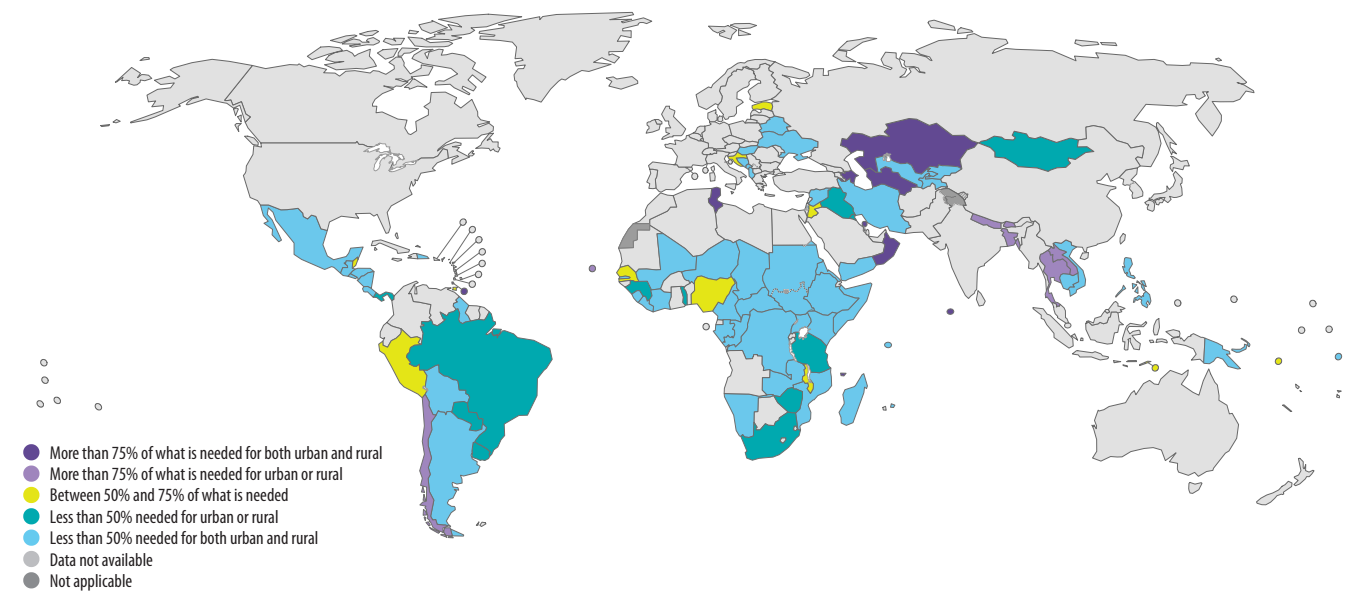 More than 75% of what is needed for both urban and rural
More than 75% of what is needed for urban or rural
Between 50% and 75% of what is needed
Less than 50% needed for urban or rural
Less than 50% needed for both urban and rural
Data not available
Not applicable